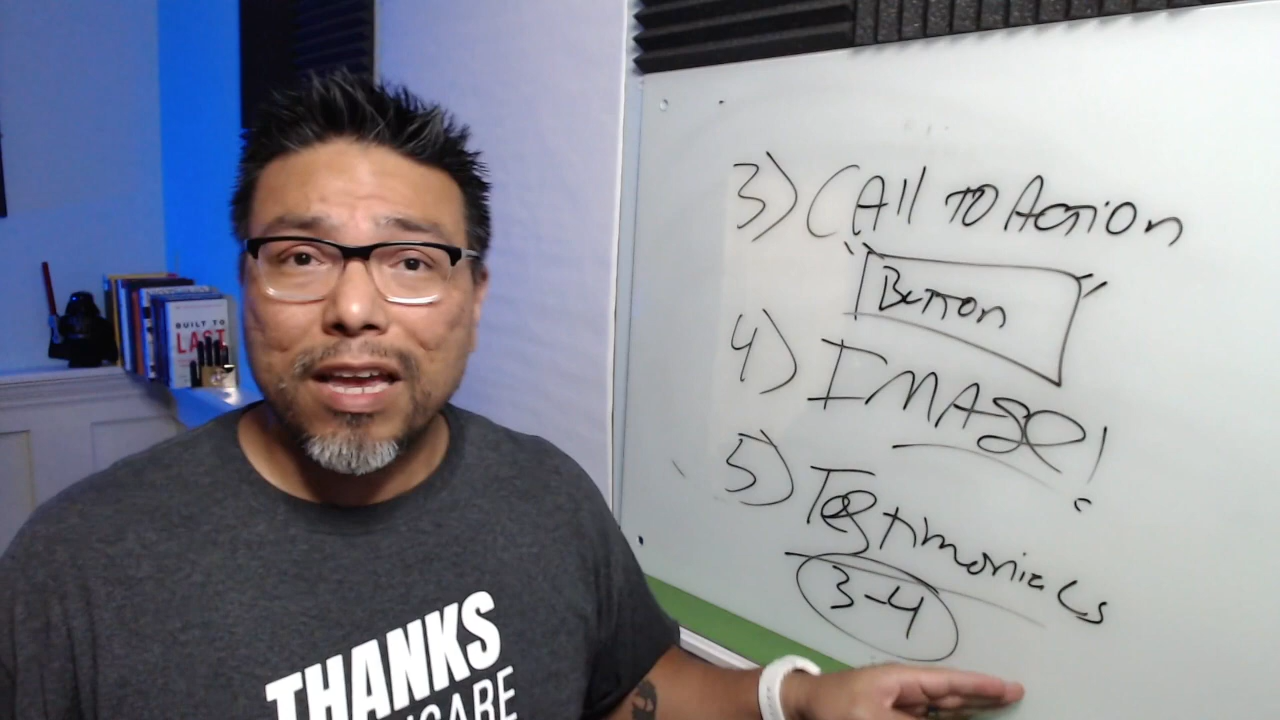 BUILT TO
LAST
3) CAll TO Action
Button
4) IMAGE!
5) Testimonials
3-4
THANKS